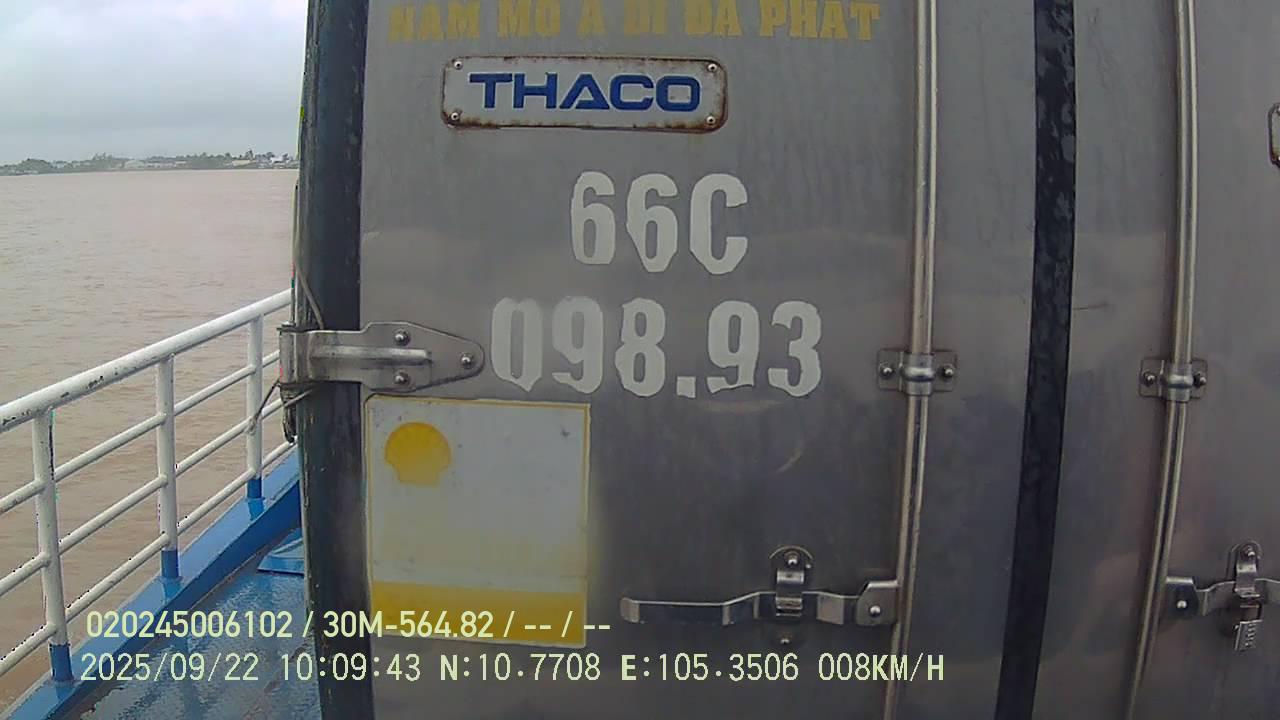 NAM MO A DI DA PHAT
THACO
66C
098.93
020245006102 / 30M-564.82 / -- / --
2025/09/22 10:09:43 N:10.7708 E:105.3506 008KM/H